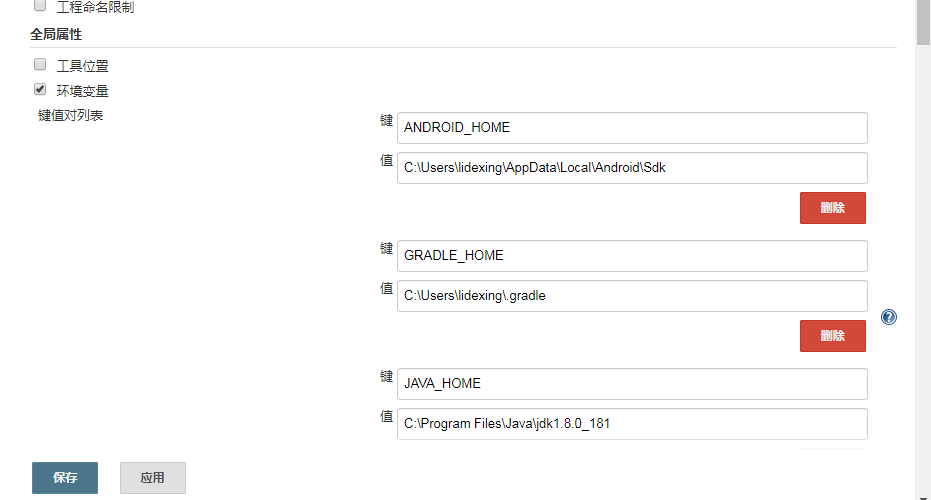 工程命名限制
全局属性
工具位置
环境变量
键值对列表
键 ANDROID_HOME
值 C:\Users\lidexing\AppData\Local\Android\Sdk
删除
键 GRADLE_HOME
值 C:\Users\lidexing\.gradle
删除
键 JAVA_HOME
值 C:\Program Files\Java\jdk1.8.0_181
保存 应用